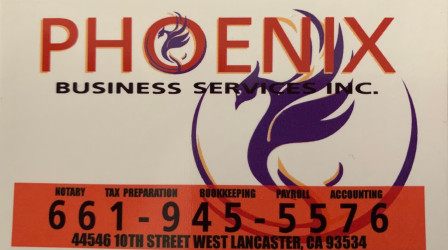 PHOENIX
BUSINESS SERVICES INC.
NOTARY TAX PREPARATION BOOKKEEPING PAYROLL ACCOUNTING
661-945-5576
44546 10TH STREET WEST LANCASTER, CA 93534